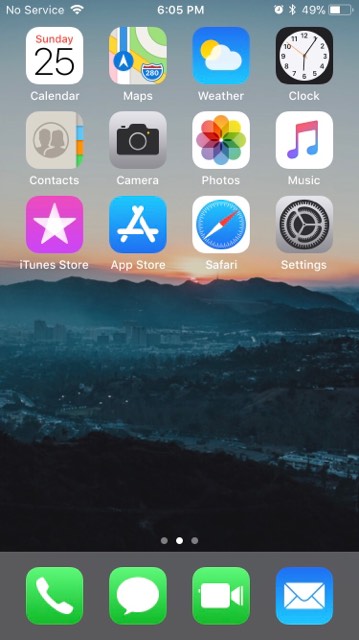 No Service 6:05 PM 49%
Sunday
25
280
Calendar Maps Weather Clock
Contacts Camera Photos Music
iTunes Store App Store Safari Settings